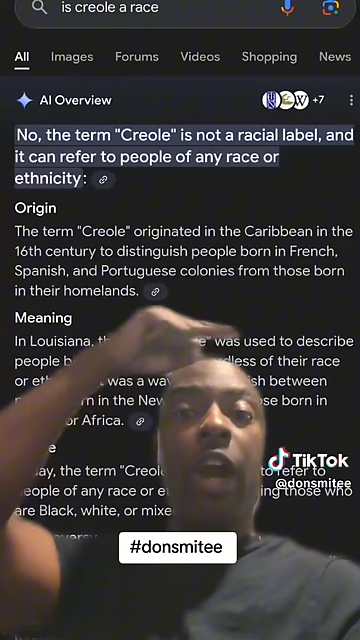 is creole a race
All Images Forums Videos Shopping News
AI Overview
W +7
No, the term "Creole" is not a racial label, and
it can refer to people of any race or
ethnicity:
Origin
The term "Creole" originated in the Caribbean in the
16th century to distinguish people born in French,
Spanish, and Portuguese colonies from those born
in their homelands.
Meaning
In Louisiana, was used to describe
people of their race
or was a between
in the New born in
or Africa.
the term "Creole to refer to
people of any race or those who
are Black, white, or
TikTok
@donsmitee
#donsmitee